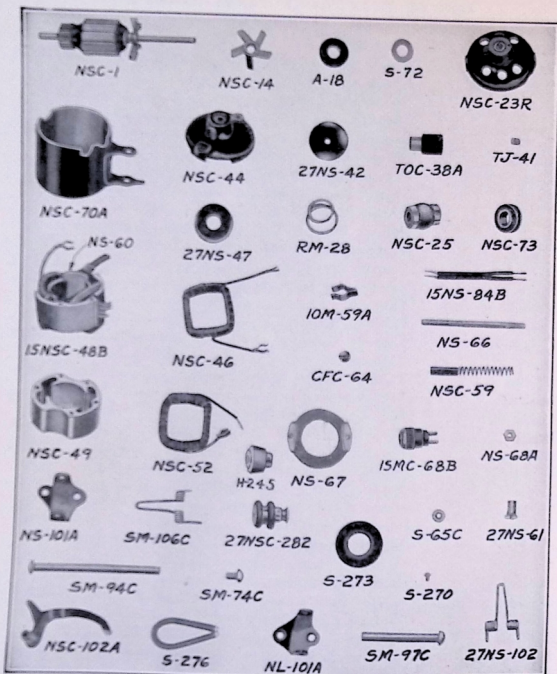 NSC-1
NSC-14
A-18
S-72
NSC-23R
NSC-70A
NSC-44
27NS-42
TOC-38A
TJ-41
NS-60
27NS-47
RM-28
NSC-25
NSC-73
15NSC-48B
NSC-46
10M-59A
15NS-84B
NS-66
CFC-64
NSC-59
NSC-49
NSC-52
H-245
NS-67
15MC-68B
NS-68A
NS-101A
SM-106C
27NSC-282
S-273
S-65C
27NS-61
SM-94C
SM-74C
S-270
NSC-102A
S-276
NL-101A
SM-97C
27NS-102